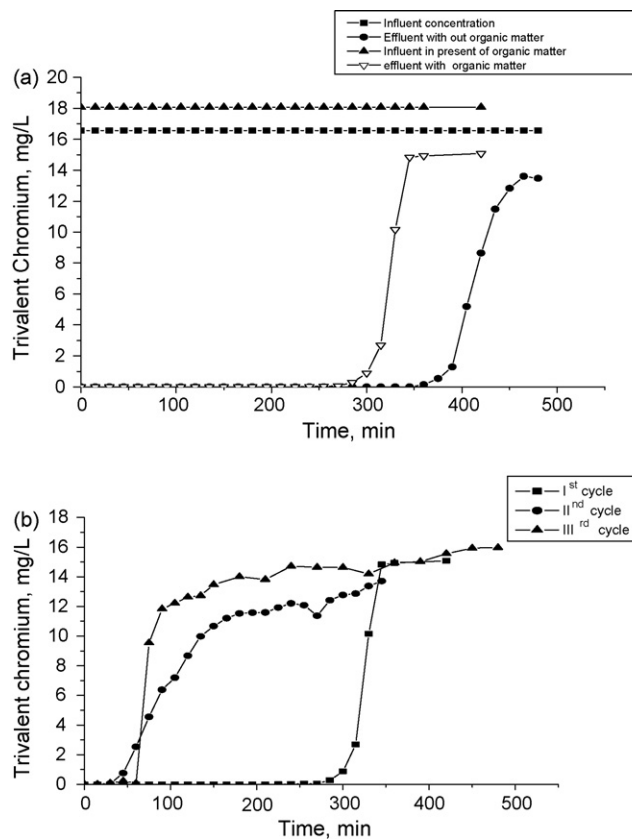 Influent concentration
Effluent with out organic matter
Influent in present of organic matter
effluent with organic matter
(a)
20
18
16
14
12
10
8
6
4
2
0
Trivalent Chromium, mg/L
0 100 200 300 400 500
Time, min
I st cycle
II nd cycle
III rd cycle
(b)
18
16
14
12
10
8
6
4
2
0
Trivalent chromium, mg/L
0 100 200 300 400 500
Time, min